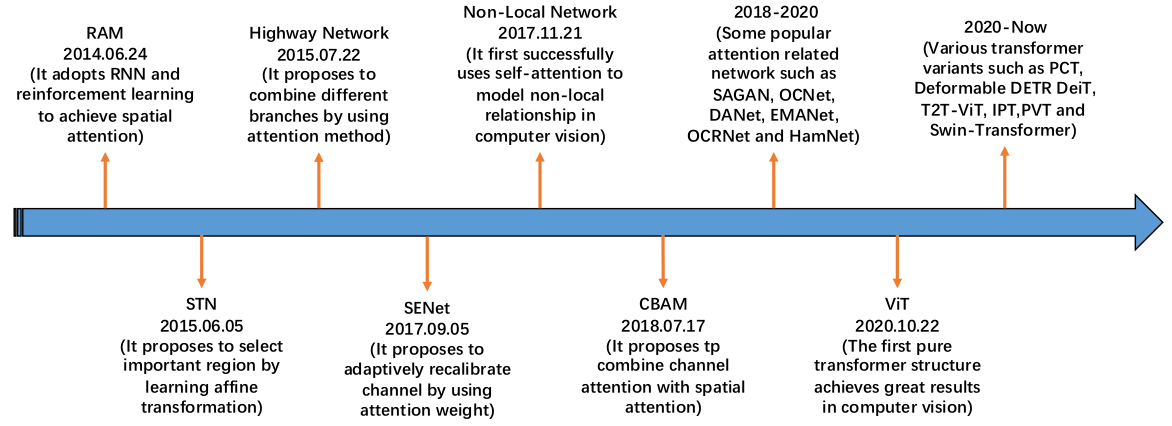 RAM
2014.06.24
(It adopts RNN and
reinforcement learning
to achieve spatial
attention)
Highway Network
2015.07.22
(It proposes to
combine different
branches by using
attention method)
Non-Local Network
2017.11.21
(It first successfully
uses self-attention to
model non-local
relationship in
computer vision)
2018-2020
(Some popular
attention related
network such as
SAGAN, OCNet,
DANet, EMANet,
OCRNet and HamNet)
2020-Now
(Various transformer
variants such as PCT,
Deformable DETR DeiT,
T2T-ViT, IPT,PVT and
Swin-Transformer)
STN
2015.06.05
(It proposes to select
important region by
learning affine
transformation)
SENet
2017.09.05
(It proposes to
adaptively recalibrate
channel by using
attention weight)
CBAM
2018.07.17
(It proposes tp
combine channel
attention with spatial
attention)
ViT
2020.10.22
(The first pure
transformer structure
achieves great results
in computer vision)